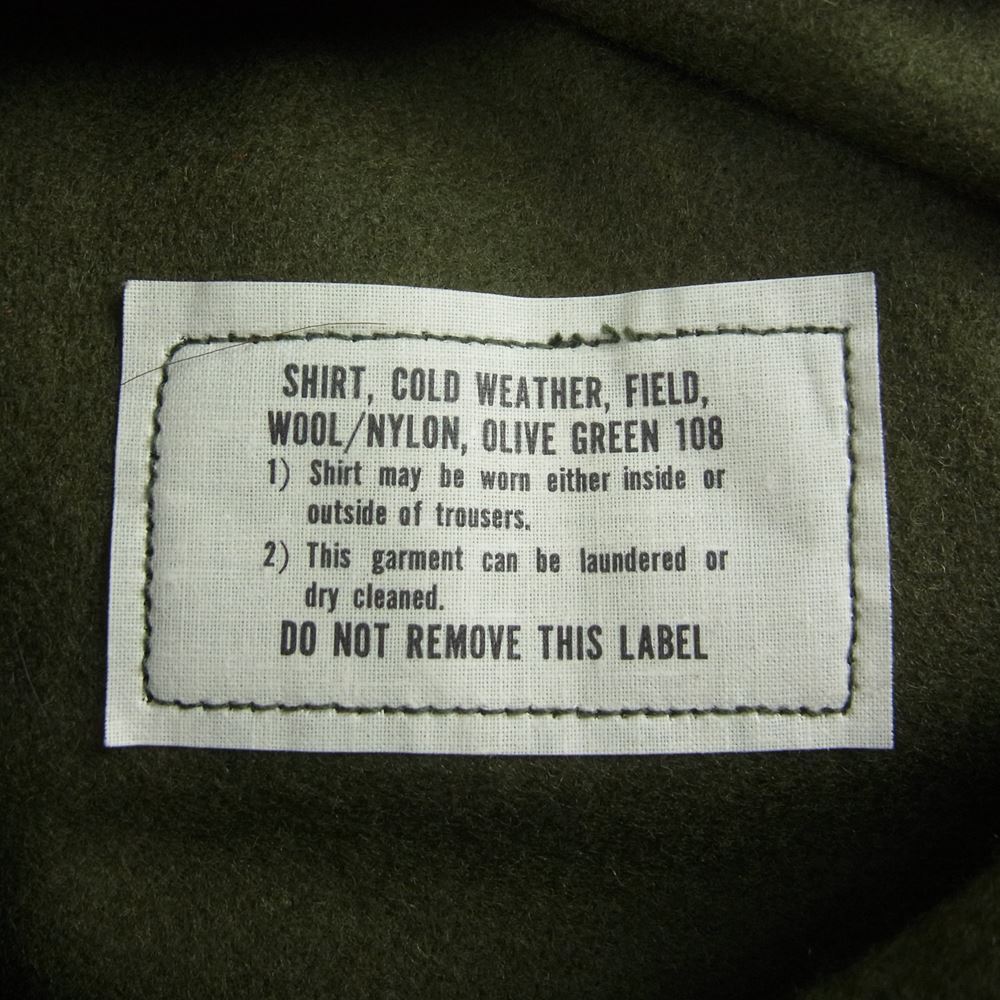 SHIRT, COLD WEATHER, FIELD,
WOOL/NYLON, OLIVE GREEN 108
1) Shirt may be worn either inside or
outside of trousers.
2) This garment can be laundered or
dry cleaned.
DO NOT REMOVE THIS LABEL